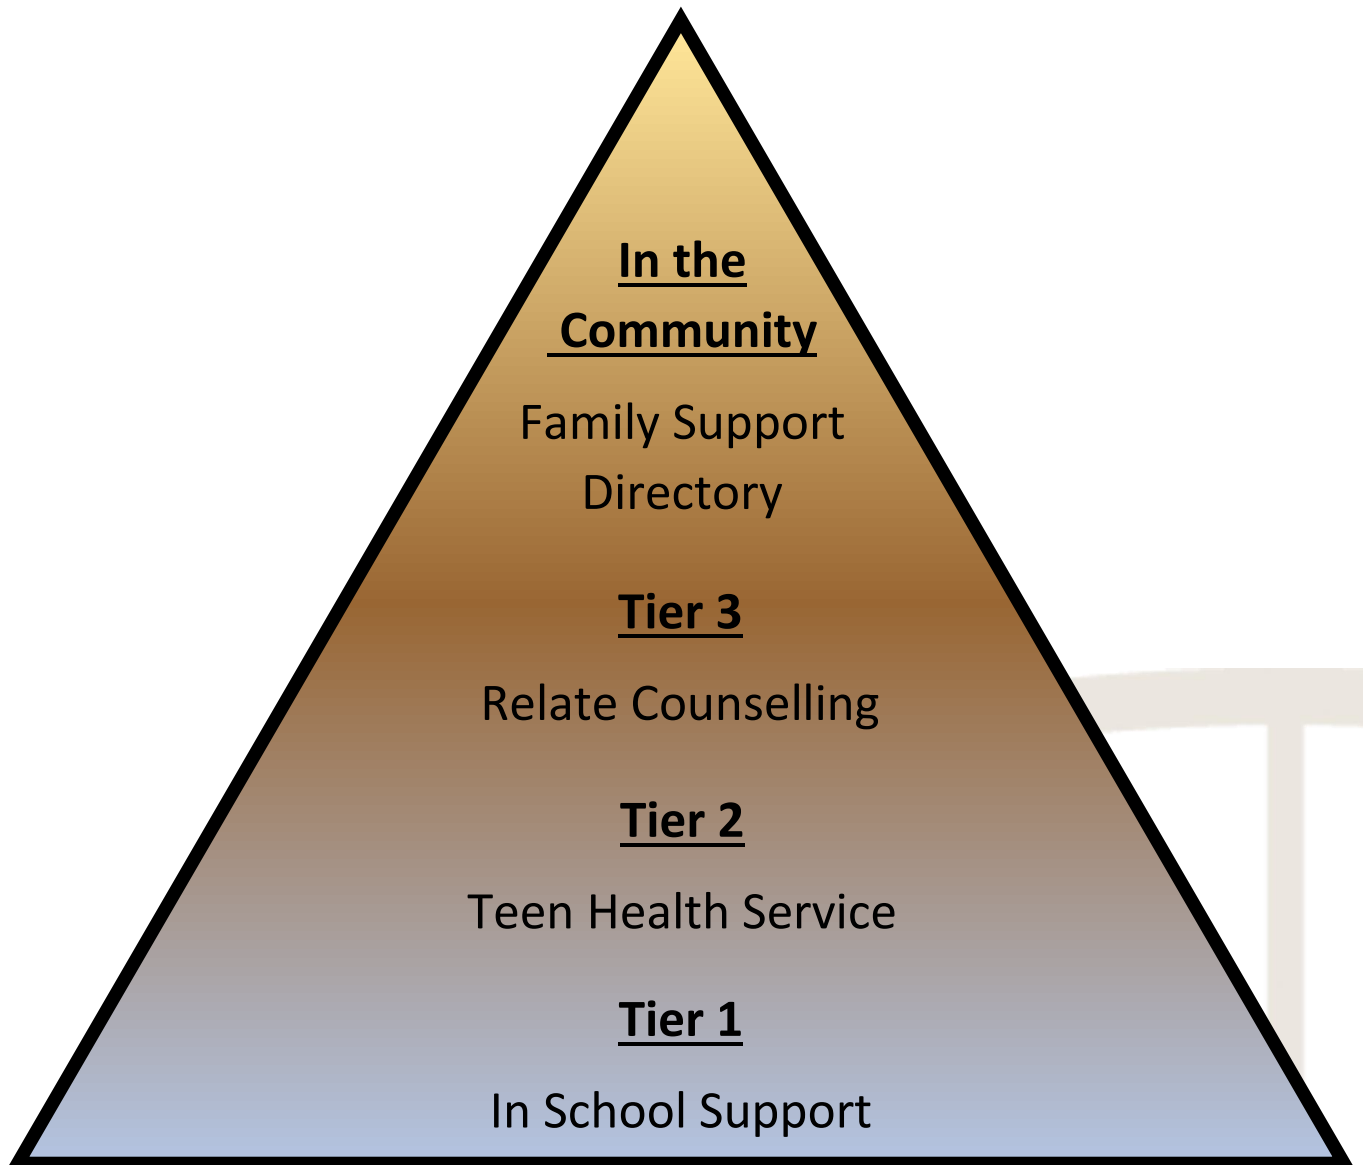 In the
Community
Family Support
Directory
Tier 3
Relate Counselling
Tier 2
Teen Health Service
Tier 1
In School Support